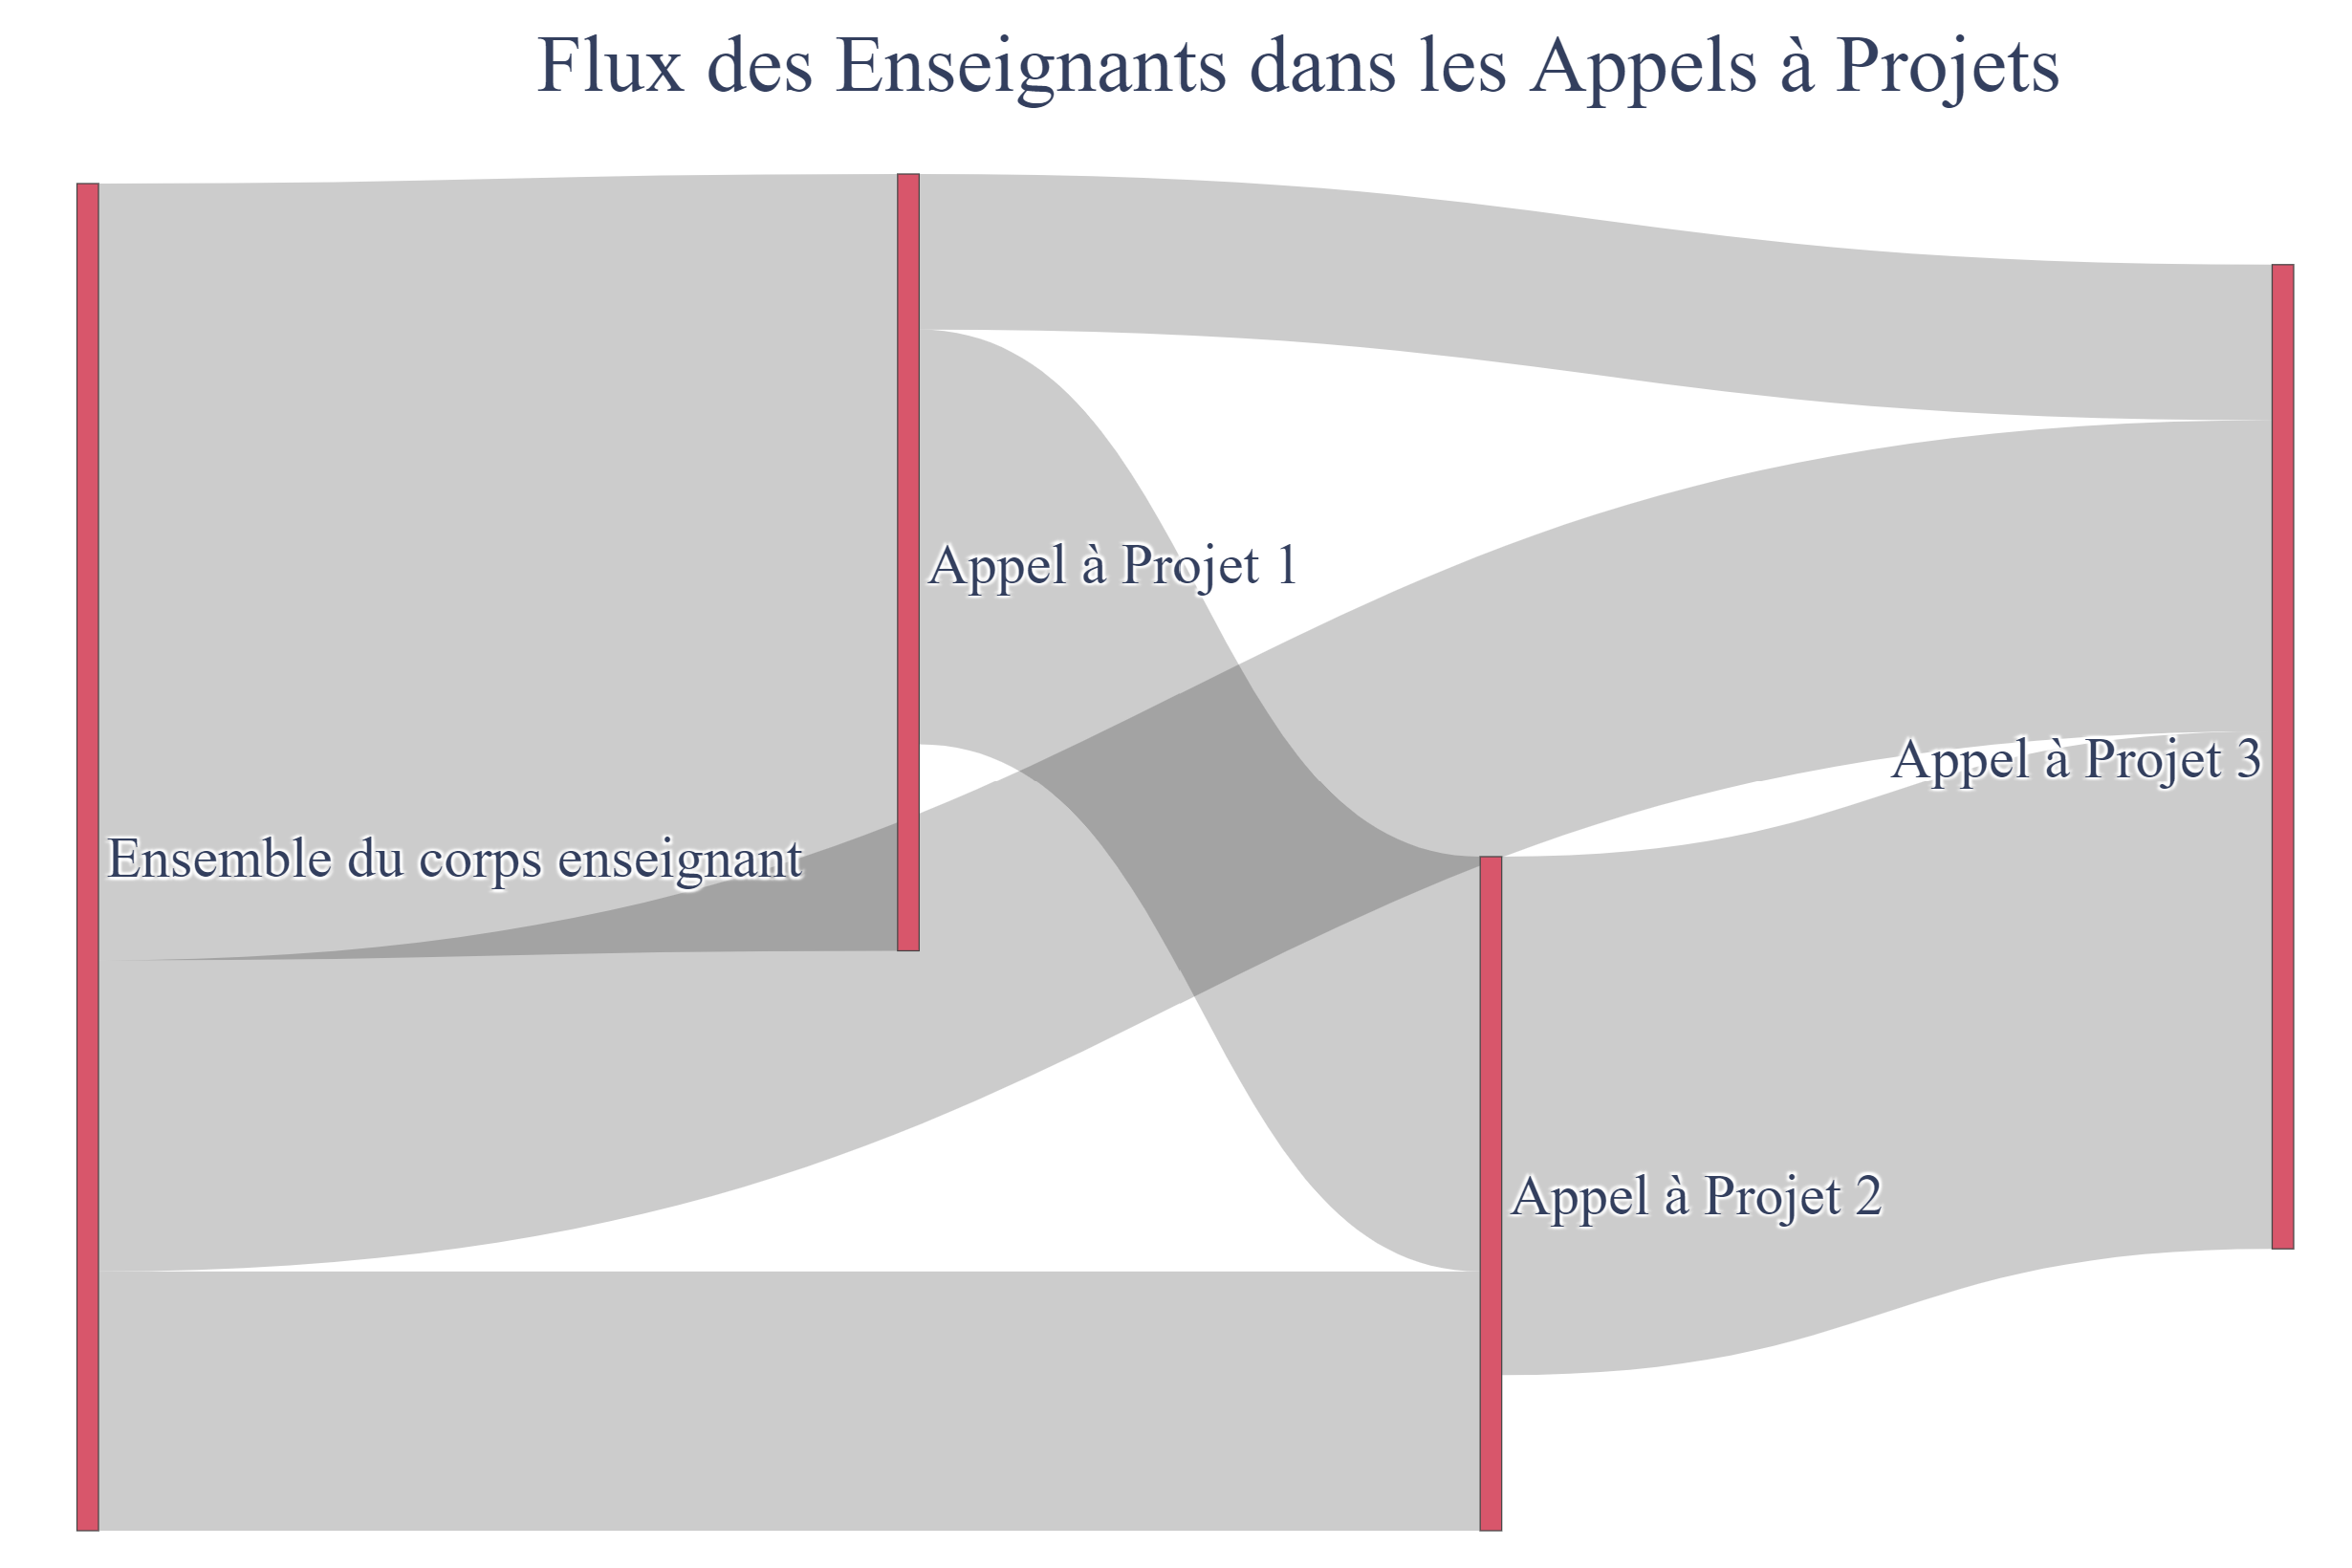 Flux des Enseignants dans les Appels à Projets
Appel à Projet 1
Appel à Projet 3
Ensemble du corps enseignant
Appel à Projet 2